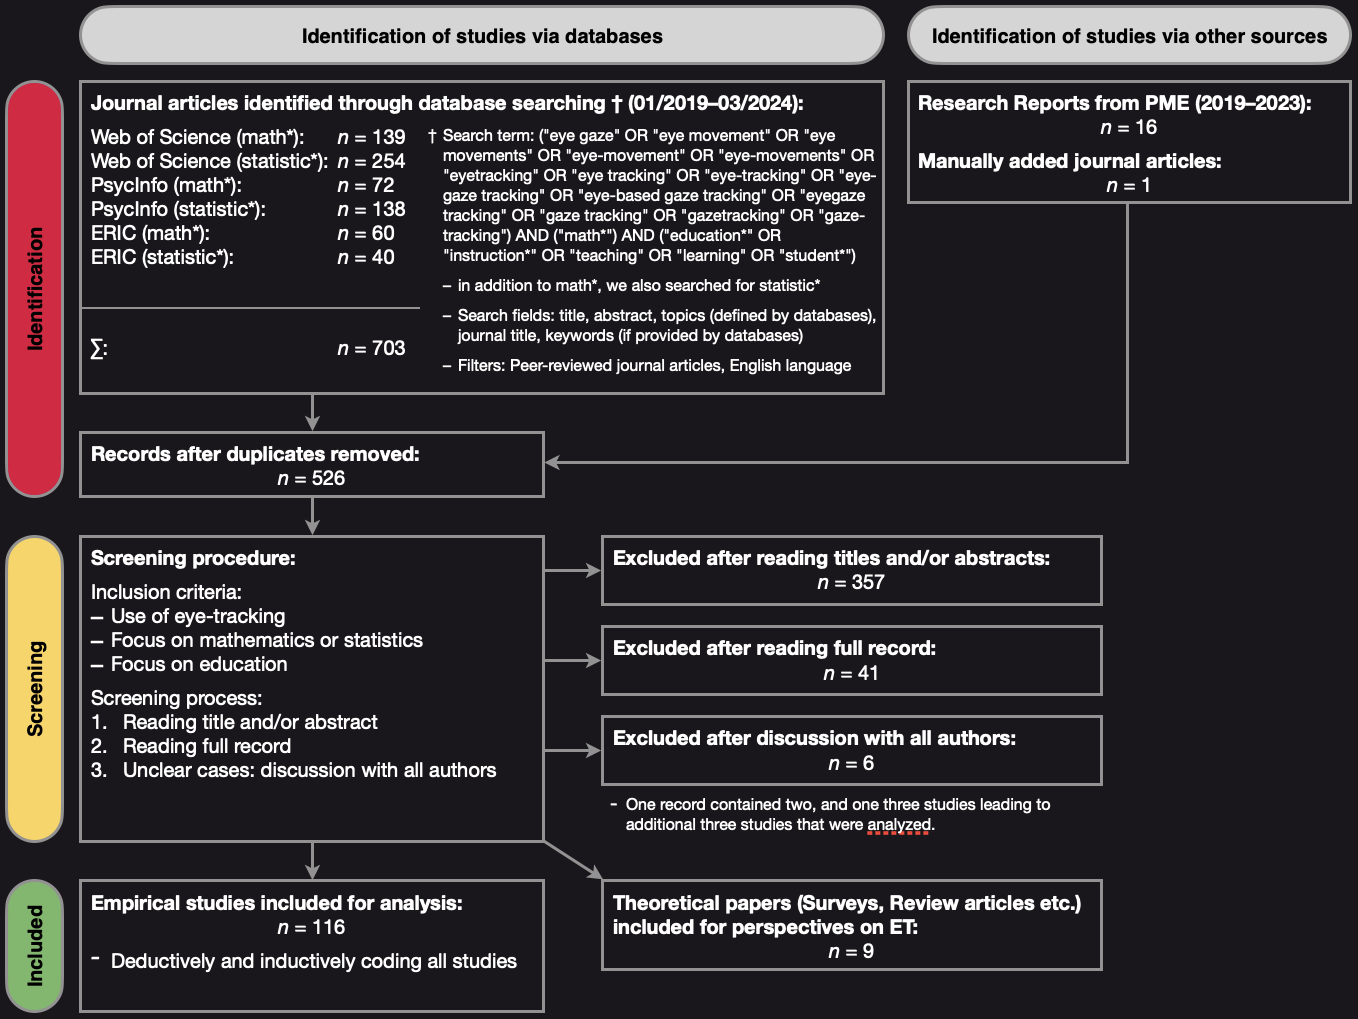 Identification of studies via databases
Identification of studies via other sources
Identification
Journal articles identified through database searching † (01/2019–03/2024):
Web of Science (math*): n = 139
Web of Science (statistic*): n = 254
PsycInfo (math*): n = 72
PsycInfo (statistic*): n = 138
ERIC (math*): n = 60
ERIC (statistic*): n = 40
∑: n = 703
† Search term: ("eye gaze" OR "eye movement" OR "eye
movements" OR "eye-movement" OR "eye-movements" OR
"eyetracking" OR "eye tracking" OR "eye-tracking" OR "eye-
gaze tracking" OR "eye-based gaze tracking" OR "eyegaze
tracking" OR "gaze tracking" OR "gazetracking" OR "gaze-
tracking") AND ("math*") AND ("education*" OR
"instruction*" OR "teaching" OR "learning" OR "student*")
– in addition to math*, we also searched for statistic*
– Search fields: title, abstract, topics (defined by databases),
journal title, keywords (if provided by databases)
– Filters: Peer-reviewed journal articles, English language
Research Reports from PME (2019–2023):
n = 16
Manually added journal articles:
n = 1
Records after duplicates removed:
n = 526
Screening
Screening procedure:
Inclusion criteria:
– Use of eye-tracking
– Focus on mathematics or statistics
– Focus on education
Screening process:
1. Reading title and/or abstract
2. Reading full record
3. Unclear cases: discussion with all authors
Excluded after reading titles and/or abstracts:
n = 357
Excluded after reading full record:
n = 41
Excluded after discussion with all authors:
n = 6
- One record contained two, and one three studies leading to
additional three studies that were analyzed.
Included
Empirical studies included for analysis:
n = 116
- Deductively and inductively coding all studies
Theoretical papers (Surveys, Review articles etc.)
included for perspectives on ET:
n = 9